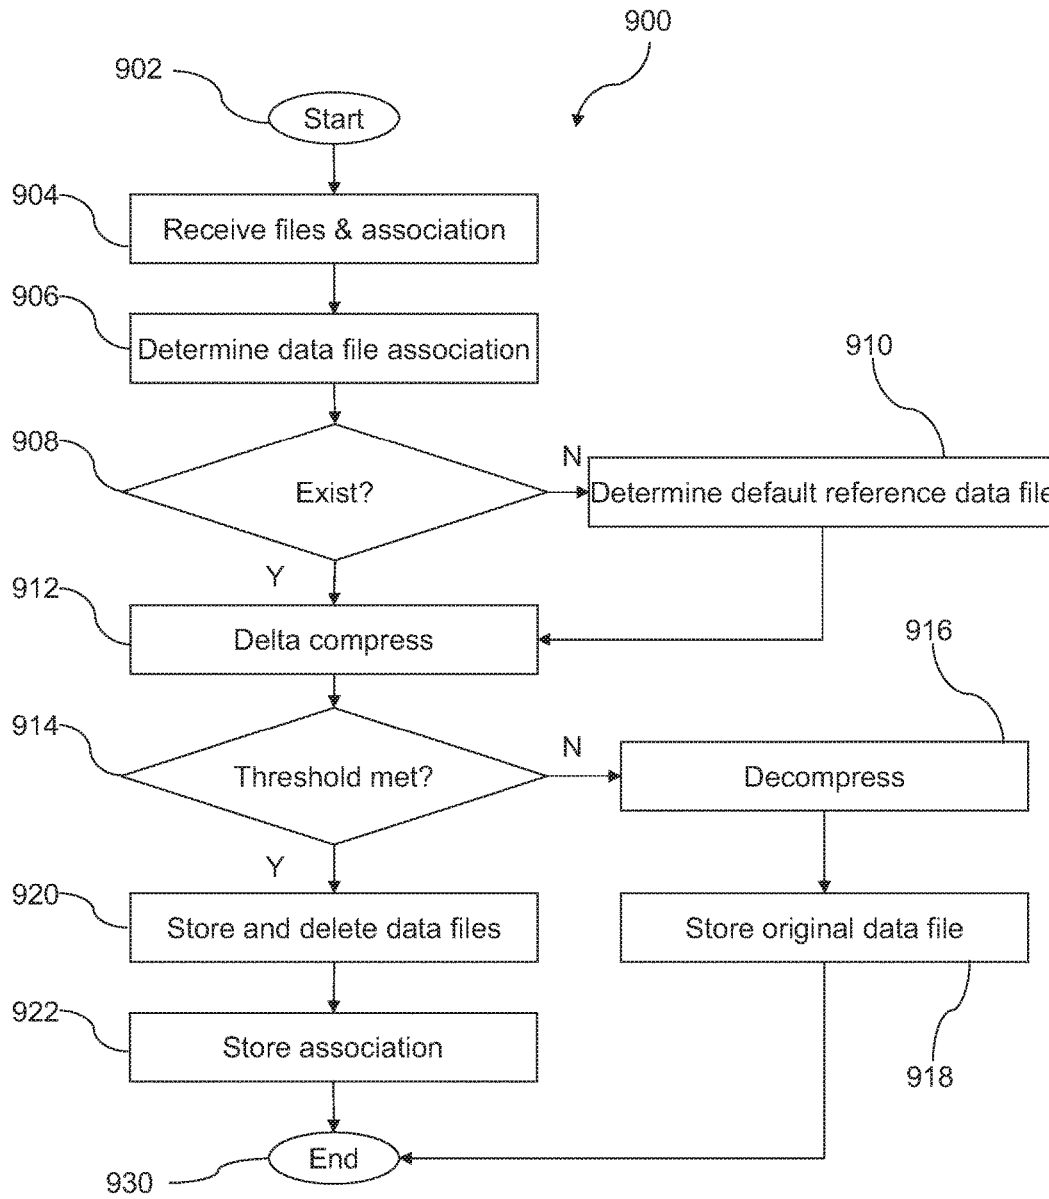 900
902
Start
904
Receive files & association
906
Determine data file association
910
908
Exist?
N
Determine default reference data file
Y
912
Delta compress
916
914
Threshold met?
N
Decompress
Y
920
Store and delete data files
Store original data file
922
Store association
918
End
930